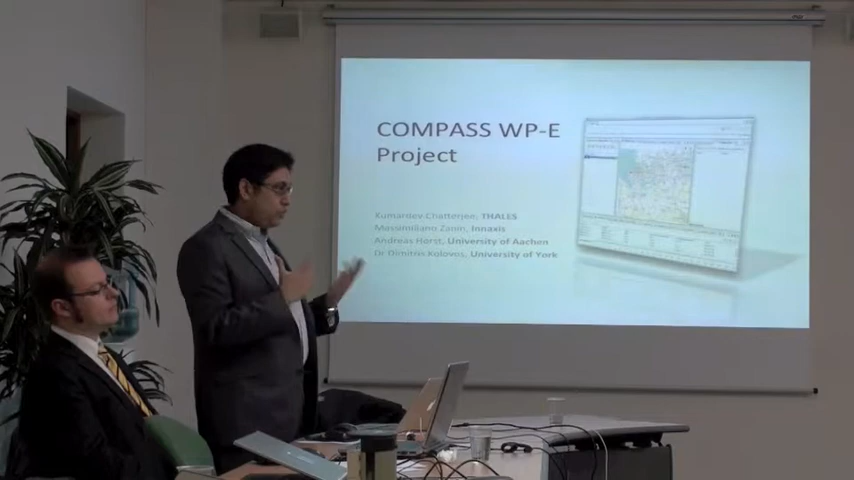 COMPASS WP-E
Project
Kumardev Chatterjee, THALES
Massimiliano Zanin, Innaxis
Andreas Horst, University of Aachen
Dr Dimitris Kolovos, University of York